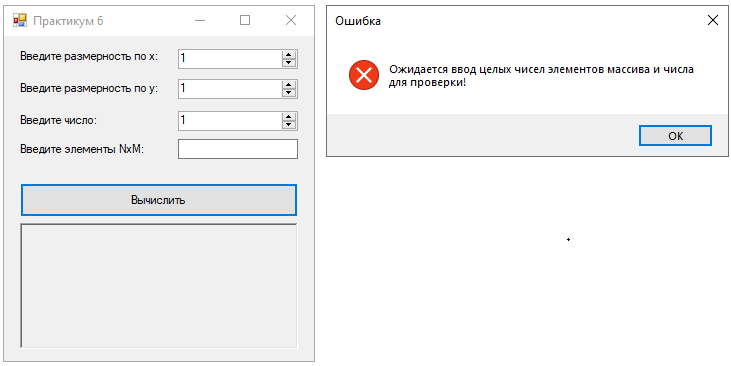 Практикум 6
Введите размерность по x:
1
Введите размерность по y:
1
Введите число:
1
Введите элементы NxM:
Вычислить
Ошибка
Ожидается ввод целых чисел элементов массива и числа
для проверки!
OK